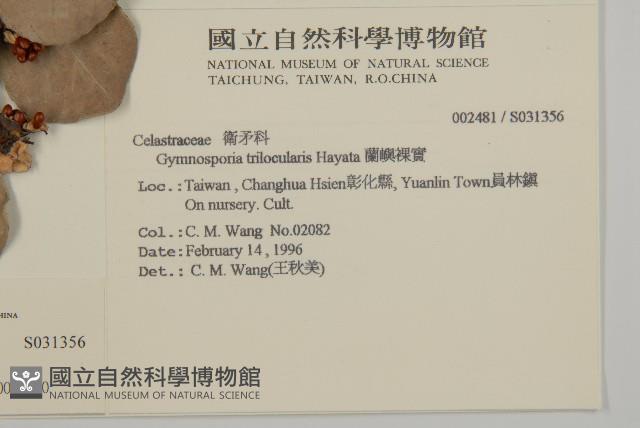 國立自然科學博物館
NATIONAL MUSEUM OF NATURAL SCIENCE
TAICHUNG, TAIWAN, R.O.CHINA
002481 / S031356
Celastraceae 衛矛科
Gymnosporia trilocularis Hayata 蘭嶼裸實
Loc.:Taiwan , Changhua Hsien彰化縣, Yuanlin Town員林鎮
On nursery. Cult.
Col.: C. M. Wang No.02082
Date:February 14 , 1996
Det.: C. M. Wang(王秋美)
S031356
國立自然科學博物館
NATIONAL MUSEUM OF NATURAL SCIENCE